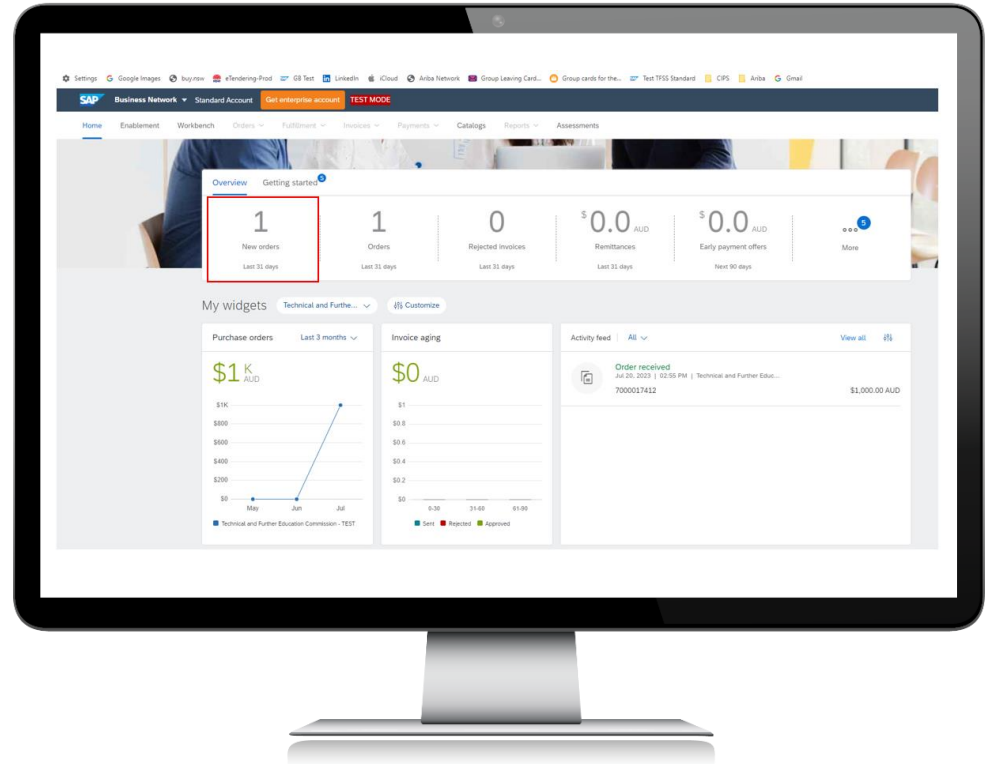 Settings Google Images buy.nsw eTendering-Prod GB Test LinkedIn iCloud Ariba Network Group Leaving Card... Group cards for the... Test TFSS Standard CIPS Ariba Gmail
SAP Business Network Standard Account Get enterprise account TEST MODE
Home Enablement Workbench Orders Fulfillment Invoices Payments Catalogs Reports Assessments
Overview Getting started 5
1 1 0 $0.0 AUD $0.0 AUD 5
New orders Orders Rejected invoices Remittances Early payment offers More
Last 31 days Last 31 days Last 31 days Last 31 days Next 90 days
My widgets Technical and Furthe... Customize
Purchase orders Last 3 months
$1 K AUD
$1K
$800
$600
$400
$200
$0
May Jun Jul
Technical and Further Education Commission - TEST
Invoice aging
$0 AUD
$1
$0.8
$0.6
$0.4
$0.2
$0
0-30 31-60 61-90
Sent Rejected Approved
Activity feed All View all
Order received
Jul 20, 2023 | 02:55 PM | Technical and Further Educ...
7000017412 $1,000.00 AUD